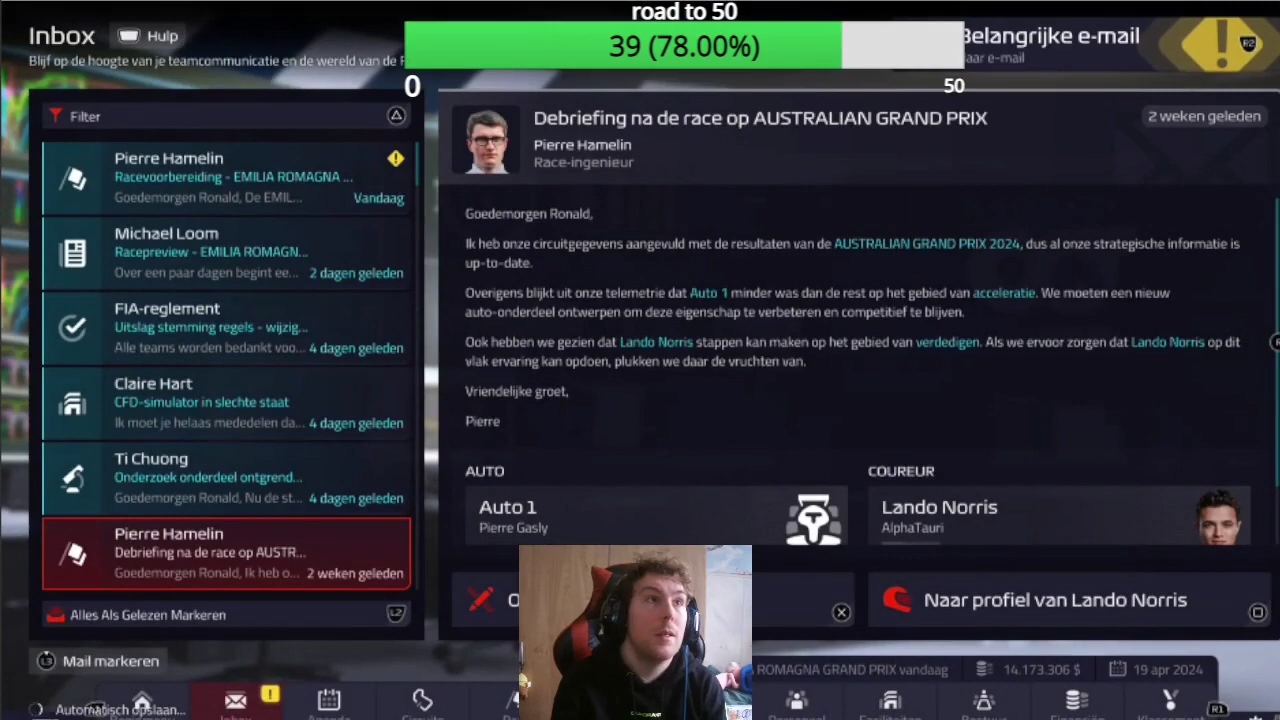 road to 50
Inbox
Hulp
39 (78.00%)
Belangrijke e-mail
R2
Blijf op de hoogte van je teamcommunicatie en de wereld van de F
aar e-mail
0
50
Filter
Pierre Hamelin
Racevoorbereiding - EMILIA ROMAGNA ...
Goedemorgen Ronald, De EMIL...
Vandaag
Michael Loom
Racepreview - EMILIA ROMAGN...
Over een paar dagen begint ee...
2 dagen geleden
FIA-reglement
Uitslag stemming regels - wijzig...
Alle teams worden bedankt voo...
4 dagen geleden
Claire Hart
CFD-simulator in slechte staat
Ik moet je helaas mededelen da...
4 dagen geleden
Ti Chuong
Onderzoek onderdeel ontgrend...
Goedemorgen Ronald, Nu de st...
4 dagen geleden
Pierre Hamelin
Debriefing na de race op AUSTR...
Goedemorgen Ronald, Ik heb o...
2 weken geleden
Alles Als Gelezen Markeren
L2
L3
Mail markeren
Debriefing na de race op AUSTRALIAN GRAND PRIX
2 weken geleden
Pierre Hamelin
Race-ingenieur
Goedemorgen Ronald,
Ik heb onze circuitgegevens aangevuld met de resultaten van de AUSTRALIAN GRAND PRIX 2024, dus al onze strategische informatie is
up-to-date.
Overigens blijkt uit onze telemetrie dat Auto 1 minder was dan de rest op het gebied van acceleratie. We moeten een nieuw
auto-onderdeel ontwerpen om deze eigenschap te verbeteren en competitief te blijven.
Ook hebben we gezien dat Lando Norris stappen kan maken op het gebied van verdedigen. Als we ervoor zorgen dat Lando Norris op dit
vlak ervaring kan opdoen, plukken we daar de vruchten van.
Vriendelijke groet,
Pierre
AUTO
Auto 1
Pierre Gasly
COUREUR
Lando Norris
AlphaTauri
O
Naar profiel van Lando Norris
ROMAGNA GRAND PRIX vandaag
14.173.306 $
19 apr 2024
Automatisch opslaan...
R1